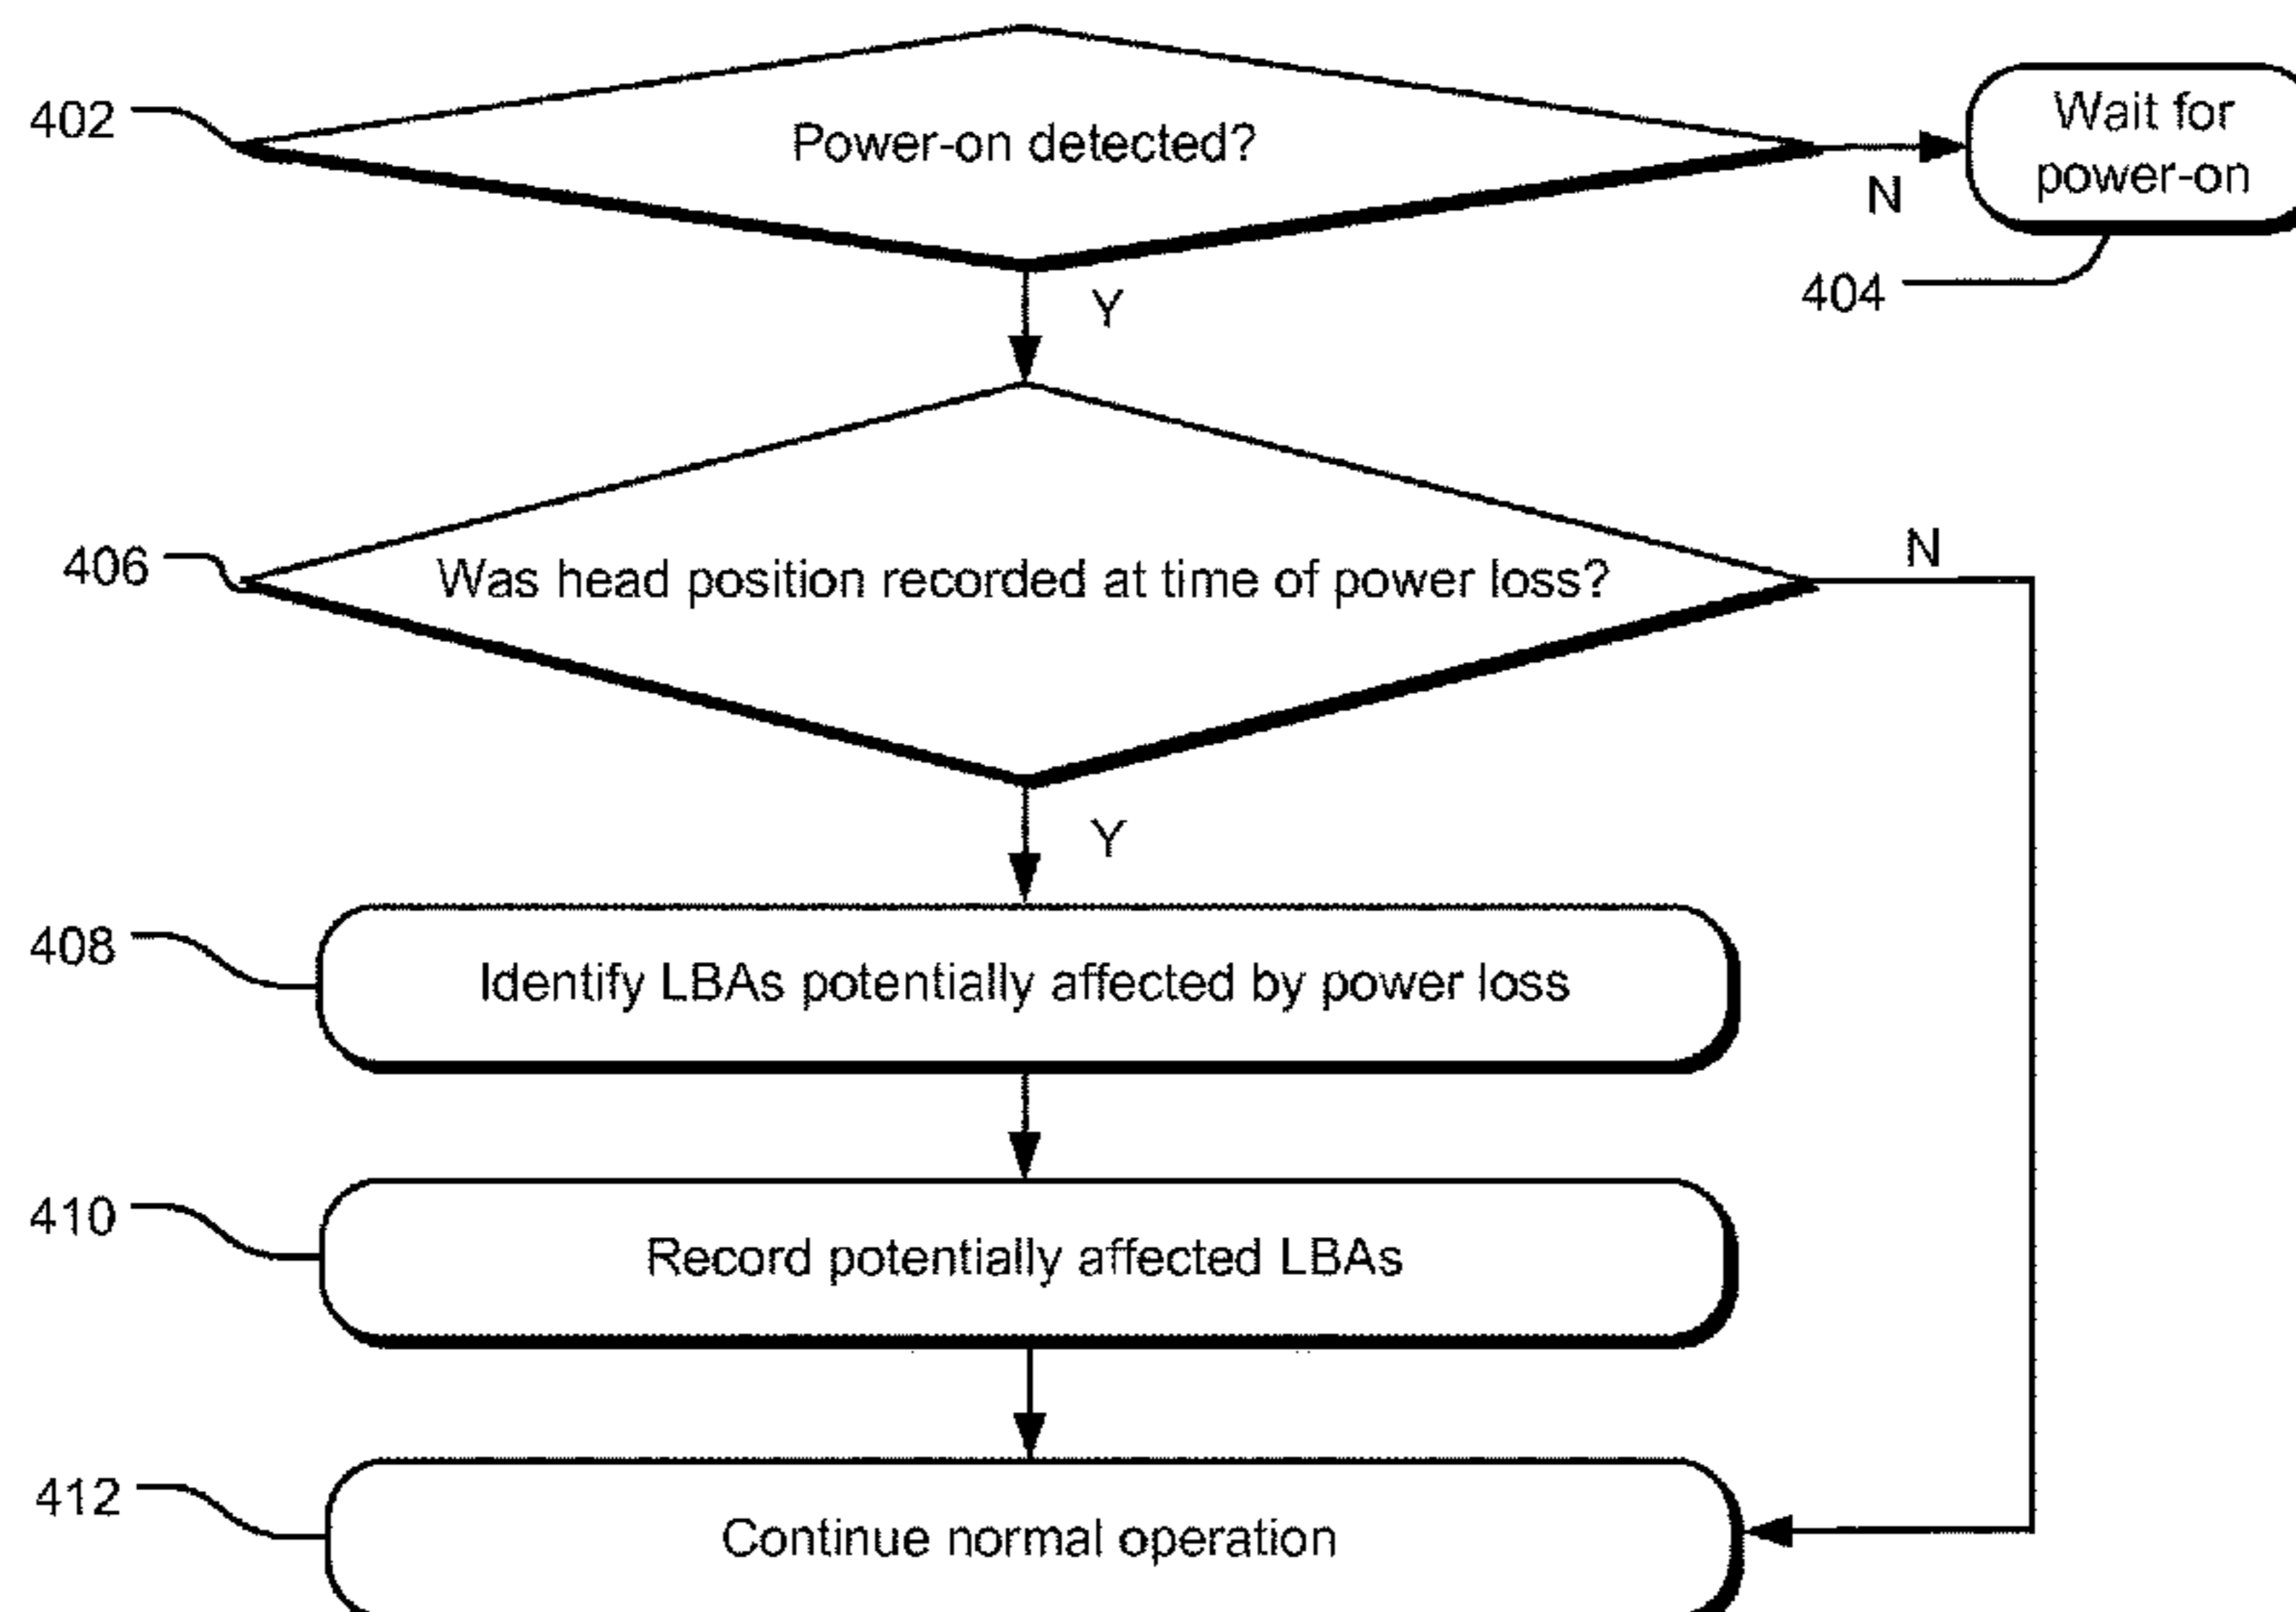 402
Power-on detected?
Wait for
power-on
N
404
Y
406
Was head position recorded at time of power loss?
N
Y
408
Identify LBAs potentially affected by power loss
410
Record potentially affected LBAs
412
Continue normal operation